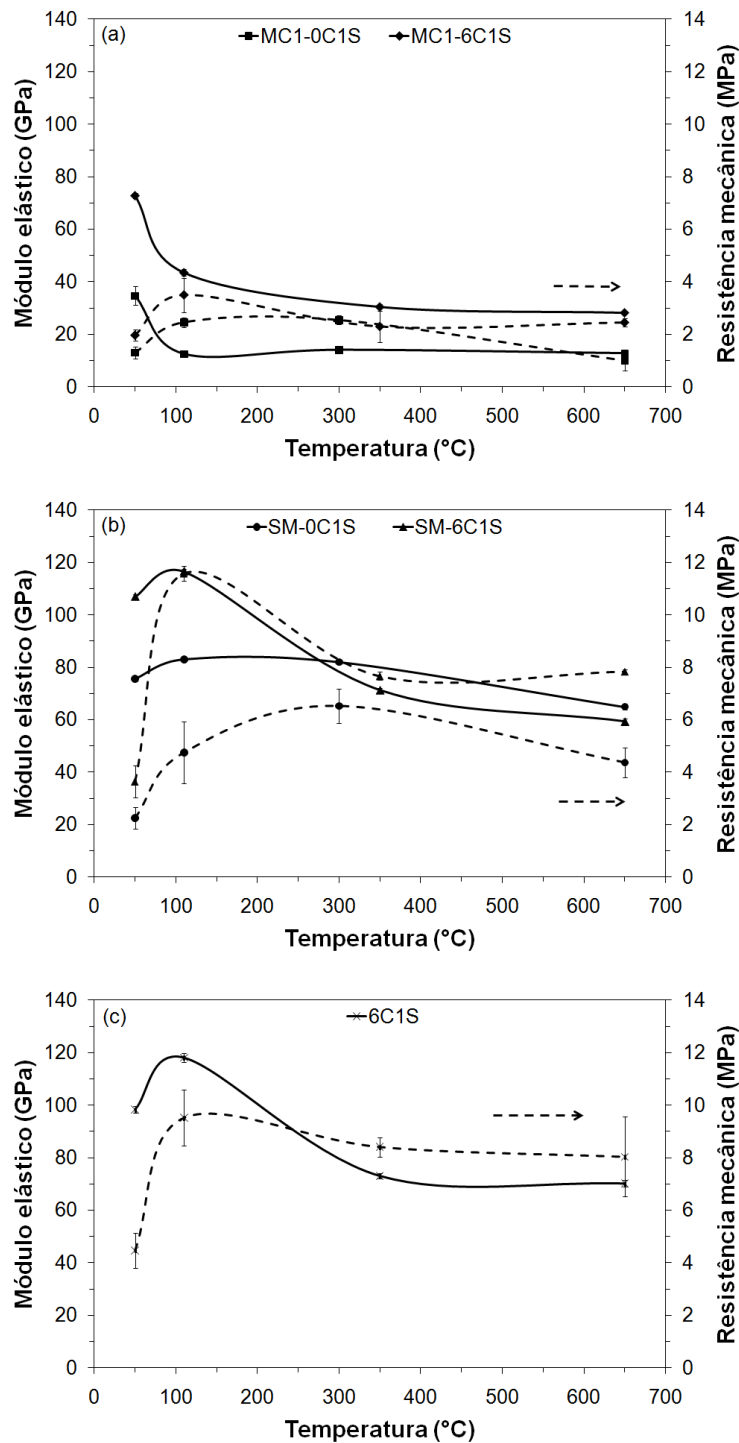 (a)
MC1-0C1S
MC1-6C1S
Módulo elástico (GPa)
140
120
100
80
60
40
20
0
Resistência mecânica (MPa)
14
12
10
8
6
4
2
0
0 100 200 300 400 500 600 700
Temperatura (°C)
(b)
SM-0C1S
SM-6C1S
Módulo elástico (GPa)
140
120
100
80
60
40
20
0
Resistência mecânica (MPa)
14
12
10
8
6
4
2
0
0 100 200 300 400 500 600 700
Temperatura (°C)
(c)
6C1S
Módulo elástico (GPa)
140
120
100
80
60
40
20
0
Resistência mecânica (MPa)
14
12
10
8
6
4
2
0
0 100 200 300 400 500 600 700
Temperatura (°C)